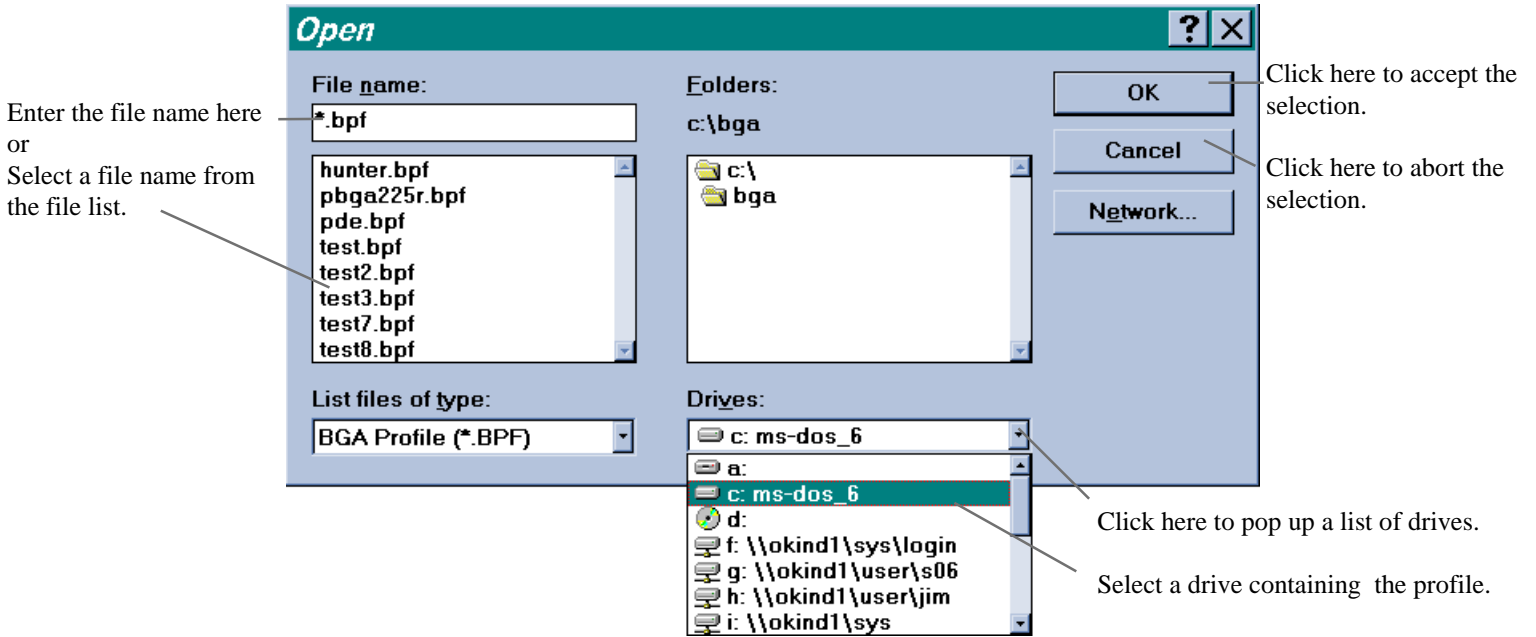 Open
?
File name:
*.bpf
hunter.bpf
pbga225r.bpf
pde.bpf
test.bpf
test2.bpf
test3.bpf
test7.bpf
test8.bpf
List files of type:
BGA Profile (*.BPF)
Folders:
c:\bga
c:\
bga
Drives:
c: ms-dos_6
a:
c: ms-dos_6
d:
f: \\okind1\sys\login
g: \\okind1\user\s06
h: \\okind1\user\jim
i: \\okind1\sys
OK
Cancel
Network...
Enter the file name here
or
Select a file name from
the file list.
Click here to accept the
selection.
Click here to abort the
selection.
Click here to pop up a list of drives.
Select a drive containing the profile.